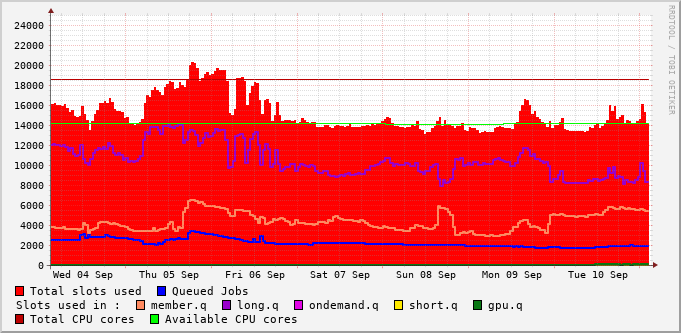 24000
22000
20000
18000
16000
14000
12000
10000
8000
6000
4000
2000
0
Wed 04 Sep Thu 05 Sep Fri 06 Sep Sat 07 Sep Sun 08 Sep Mon 09 Sep Tue 10 Sep
Total slots used Queued Jobs
Slots used in : member.q long.q ondemand.q short.q gpu.q
Total CPU cores Available CPU cores
RRDTOOL / TOBI OETIKER